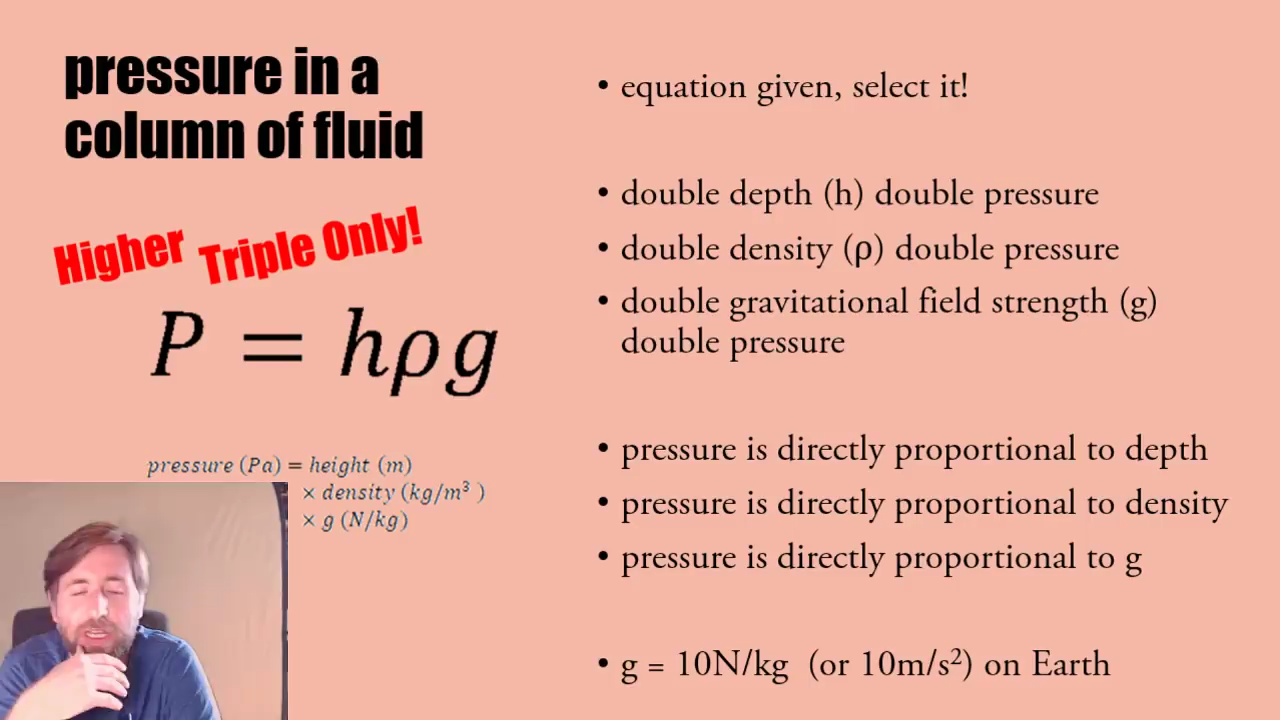 pressure in a
column of fluid
Higher Triple Only!
P = hρg
pressure (Pa) = height (m)
× density (kg/m³ )
× g (N/kg)
• equation given, select it!
• double depth (h) double pressure
• double density (ρ) double pressure
• double gravitational field strength (g)
double pressure
• pressure is directly proportional to depth
• pressure is directly proportional to density
• pressure is directly proportional to g
• g = 10N/kg (or 10m/s²) on Earth